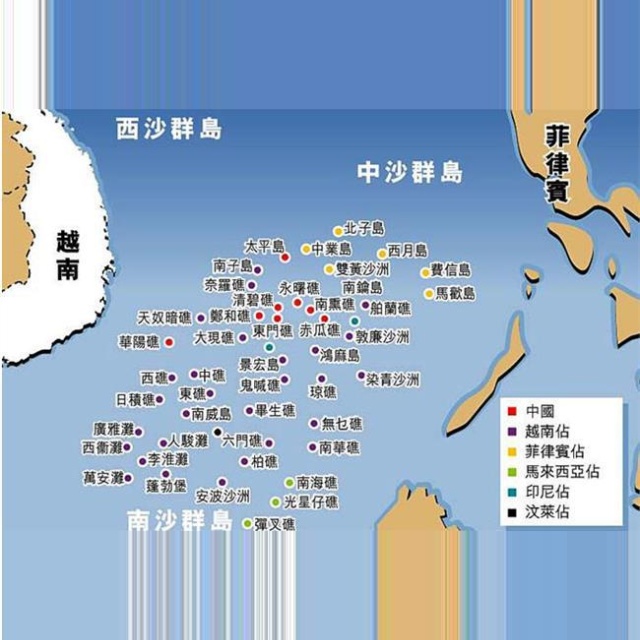 西沙群島
中沙群島
菲律賓
越南
北子島
太平島
中業島
西月島
南子島
雙黃沙洲
費信島
奈羅礁
永曙礁
南鑰島
馬歡島
清碧礁
南熏礁
舶蘭礁
天奴暗礁
鄭和礁
東門礁
赤瓜礁
華陽礁
大現礁
敦廉沙洲
鴻麻島
景宏島
西礁
中礁
鬼喊礁
染青沙洲
東礁
瓊礁
日積礁
南威島
畢生礁
無乜礁
廣雅灘
西衞灘
人駿灘
六門礁
南華礁
李淮灘
柏礁
萬安灘
蓬勃堡
安波沙洲
南海礁
光星仔礁
南沙群島
彈叉礁
中國
越南佔
菲律賓佔
馬來西亞佔
印尼佔
汶萊佔